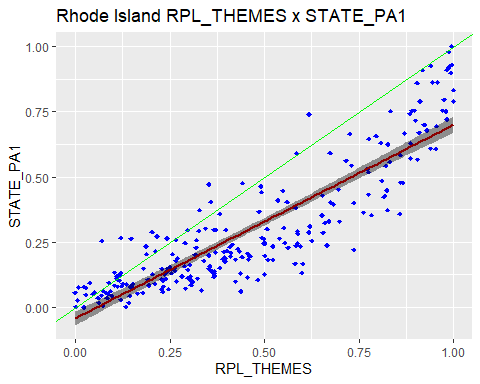 Rhode Island RPL_THEMES x STATE_PA1
1.00
0.75
0.50
0.25
0.00
STATE_PA1
0.00 0.25 0.50 0.75 1.00
RPL_THEMES